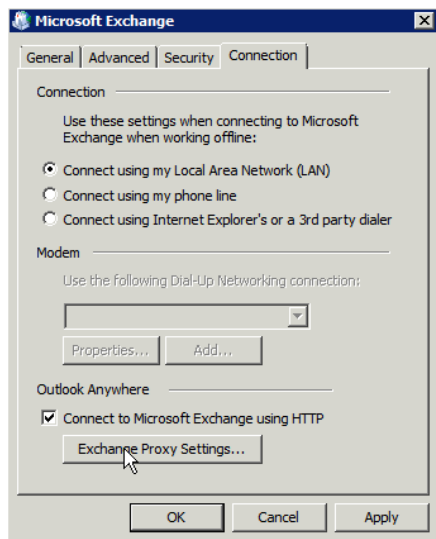 Microsoft Exchange
General Advanced Security Connection
Connection
Use these settings when connecting to Microsoft
Exchange when working offline:
Connect using my Local Area Network (LAN)
Connect using my phone line
Connect using Internet Explorer's or a 3rd party dialer
Modem
Use the following Dial-Up Networking connection:
Properties... Add...
Outlook Anywhere
Connect to Microsoft Exchange using HTTP
Exchange Proxy Settings...
OK Cancel Apply